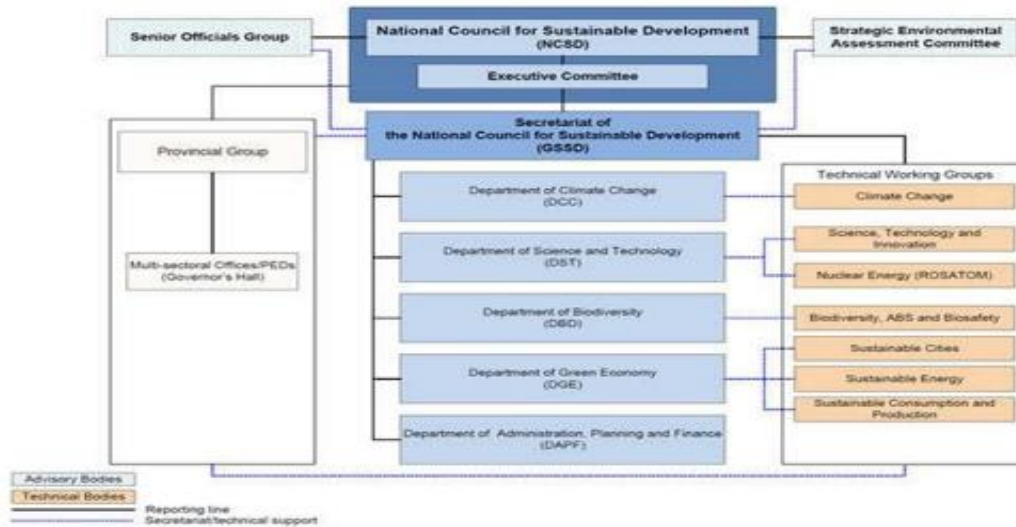 Senior Officials Group
National Council for Sustainable Development
(NCSD)
Strategic Environmental
Assessment Committee
Executive Committee
Secretariat of
the National Council for Sustainable Development
(GSSD)
Provincial Group
Multi-sectoral Offices/PEDs
(Governor's Hall)
Department of Climate Change
(DCC)
Department of Science and Technology
(DST)
Department of Biodiversity
(DBD)
Department of Green Economy
(DGE)
Department of Administration, Planning and Finance
(DAPF)
Technical Working Groups
Climate Change
Science, Technology and
Innovation
Nuclear Energy (ROSATOM)
Biodiversity, ABS and Biosafety
Sustainable Cities
Sustainable Energy
Sustainable Consumption and
Production
Advisory Bodies
Technical Bodies
Reporting line
Secretariat/technical support